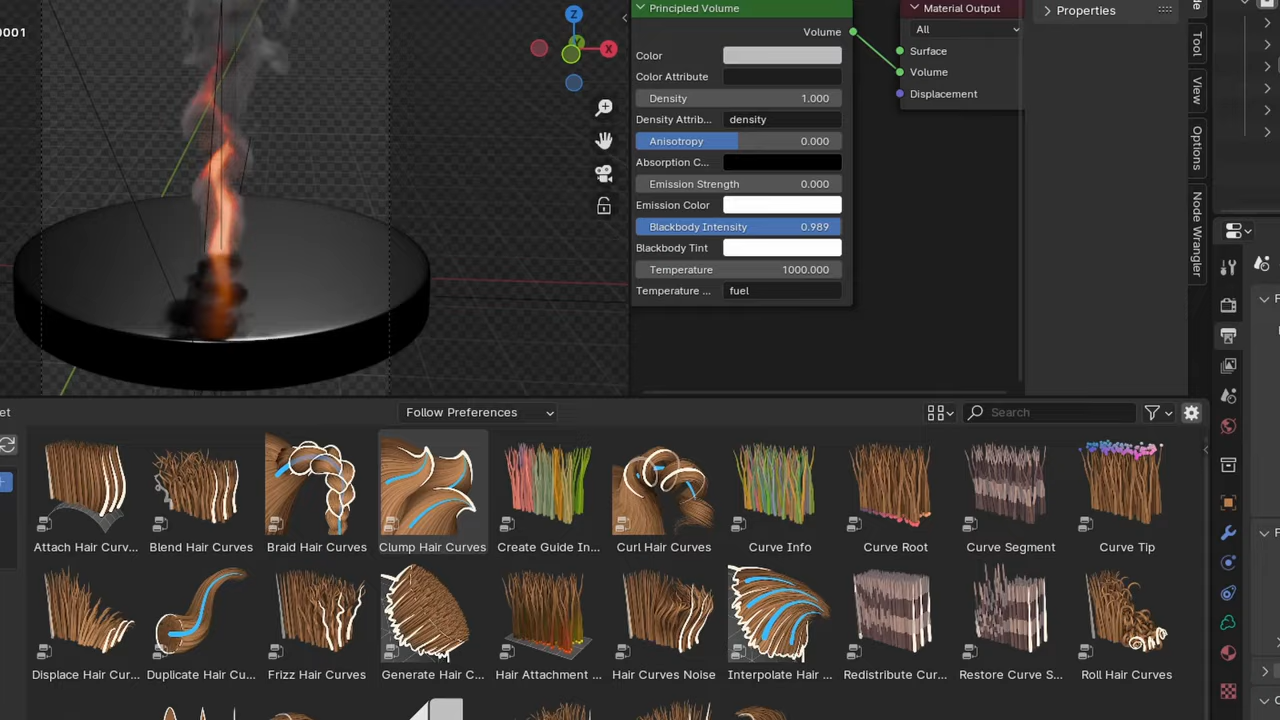 0001
Z
Y
X
Principled Volume
Volume
Color
Color Attribute
Density 1.000
Density Attrib... density
Anisotropy 0.000
Absorption C...
Emission Strength 0.000
Emission Color
Blackbody Intensity 0.989
Blackbody Tint
Temperature 1000.000
Temperature ... fuel
Material Output
All
Surface
Volume
Displacement
Properties
Tool
View
Options
Node Wrangler
et
Follow Preferences
Search
Attach Hair Curv... Blend Hair Curves Braid Hair Curves Clump Hair Curves Create Guide In... Curl Hair Curves Curve Info Curve Root Curve Segment Curve Tip
Displace Hair Cur... Duplicate Hair Cu... Frizz Hair Curves Generate Hair C... Hair Attachment ... Hair Curves Noise Interpolate Hair ... Redistribute Cur... Restore Curve S... Roll Hair Curves